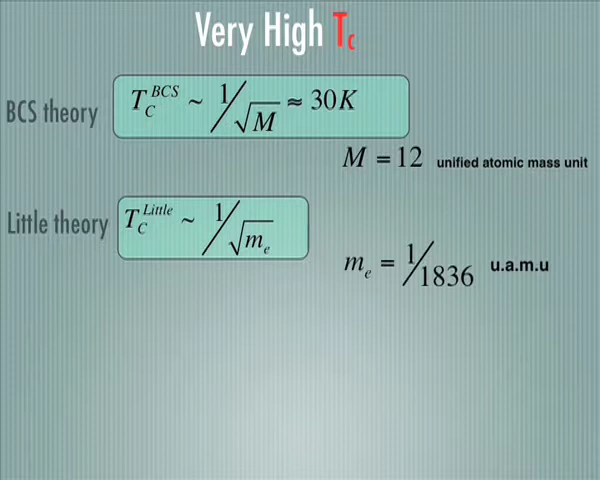 Very High Tc
BCS theory
T_C^BCS ~ 1/√M ≈ 30K
M = 12 unified atomic mass unit
Little theory
T_C^Little ~ 1/√m_e
m_e = 1/1836 u.a.m.u